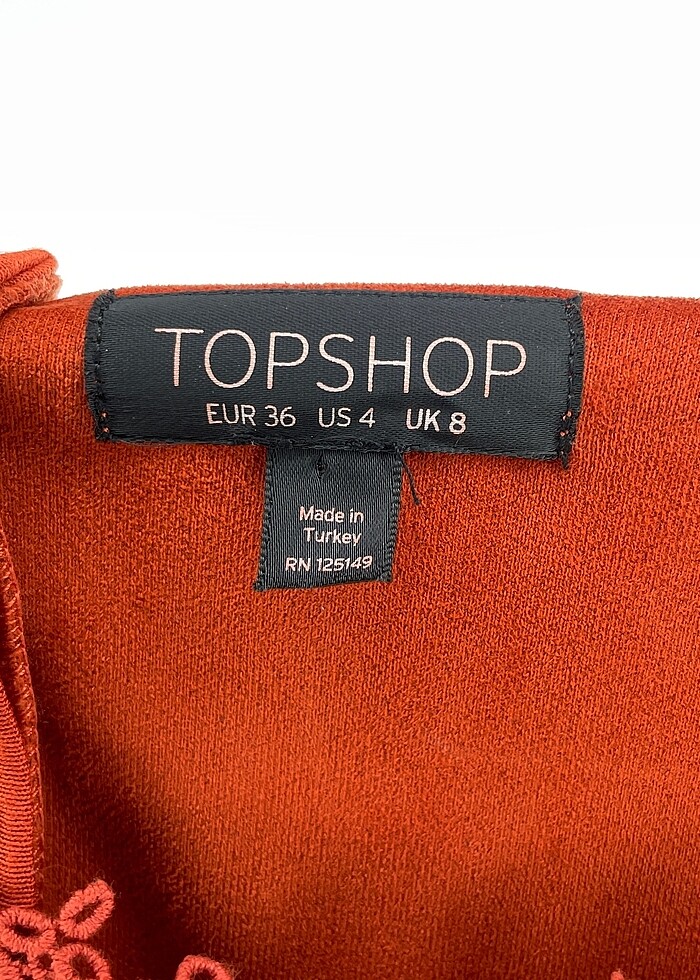 TOPSHOP
EUR 36 US 4 UK 8
Made in
Turkey
RN 125149